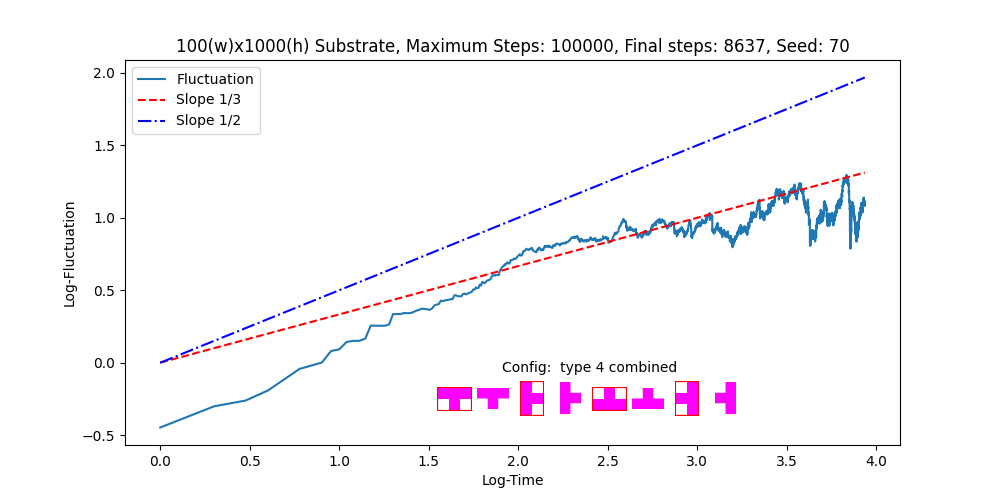 100(w)x1000(h) Substrate, Maximum Steps: 100000, Final steps: 8637, Seed: 70
2.0
1.5
1.0
0.5
0.0
−0.5
Log-Fluctuation
Fluctuation
Slope 1/3
Slope 1/2
Config:  type 4 combined
0.0 0.5 1.0 1.5 2.0 2.5 3.0 3.5 4.0
Log-Time